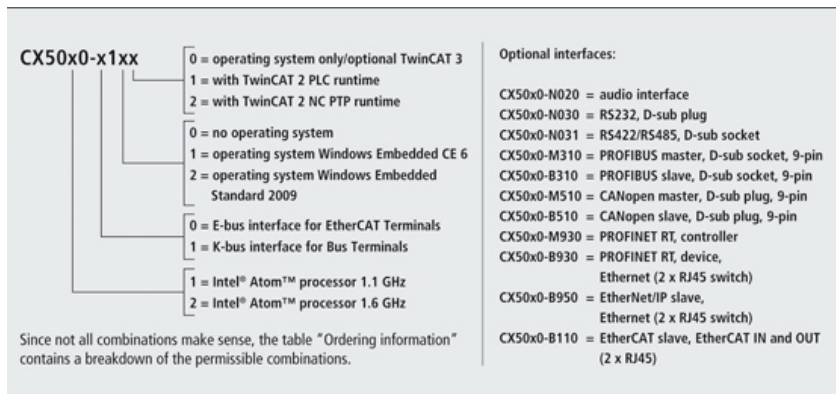 CX50x0-x1xx
0 = operating system only/optional TwinCAT 3
1 = with TwinCAT 2 PLC runtime
2 = with TwinCAT 2 NC PTP runtime
0 = no operating system
1 = operating system Windows Embedded CE 6
2 = operating system Windows Embedded
Standard 2009
0 = E-bus interface for EtherCAT Terminals
1 = K-bus interface for Bus Terminals
1 = Intel® Atom™ processor 1.1 GHz
2 = Intel® Atom™ processor 1.6 GHz
Since not all combinations make sense, the table "Ordering information"
contains a breakdown of the permissible combinations.
Optional interfaces:
CX50x0-N020 = audio interface
CX50x0-N030 = RS232, D-sub plug
CX50x0-N031 = RS422/RS485, D-sub socket
CX50x0-M310 = PROFIBUS master, D-sub socket, 9-pin
CX50x0-B310 = PROFIBUS slave, D-sub socket, 9-pin
CX50x0-M510 = CANopen master, D-sub plug, 9-pin
CX50x0-B510 = CANopen slave, D-sub plug, 9-pin
CX50x0-M930 = PROFINET RT, controller
CX50x0-B930 = PROFINET RT, device,
Ethernet (2 x RJ45 switch)
CX50x0-B950 = EtherNet/IP slave,
Ethernet (2 x RJ45 switch)
CX50x0-B110 = EtherCAT slave, EtherCAT IN and OUT
(2 x RJ45)